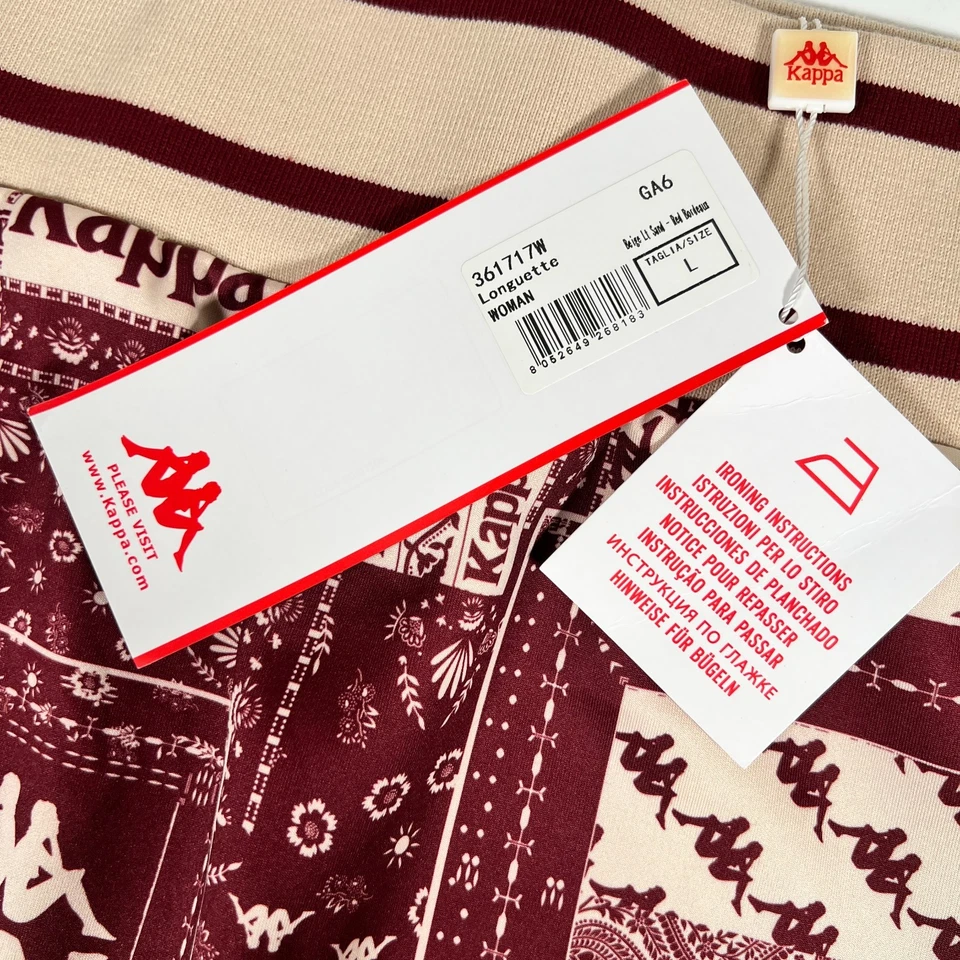 Kappa
Kappa
GA6
361717W
Beige Lt Sand - Red Bordeaux
Longuette
TAGLIA/SIZE
WOMAN
L
8 052649 268183
PLEASE VISIT
www.Kappa.com
Kappa
IRONING INSTRUCTIONS
ISTRUZIONI PER LO STIRO
INSTRUCCIONES DE PLANCHADO
NOTICE POUR REPASSER
INSTRUÇÃO PARA PASSAR
ИНСТРУКЦИЯ ПО ГЛАЖКЕ
HINWEISE FÜR BÜGELN